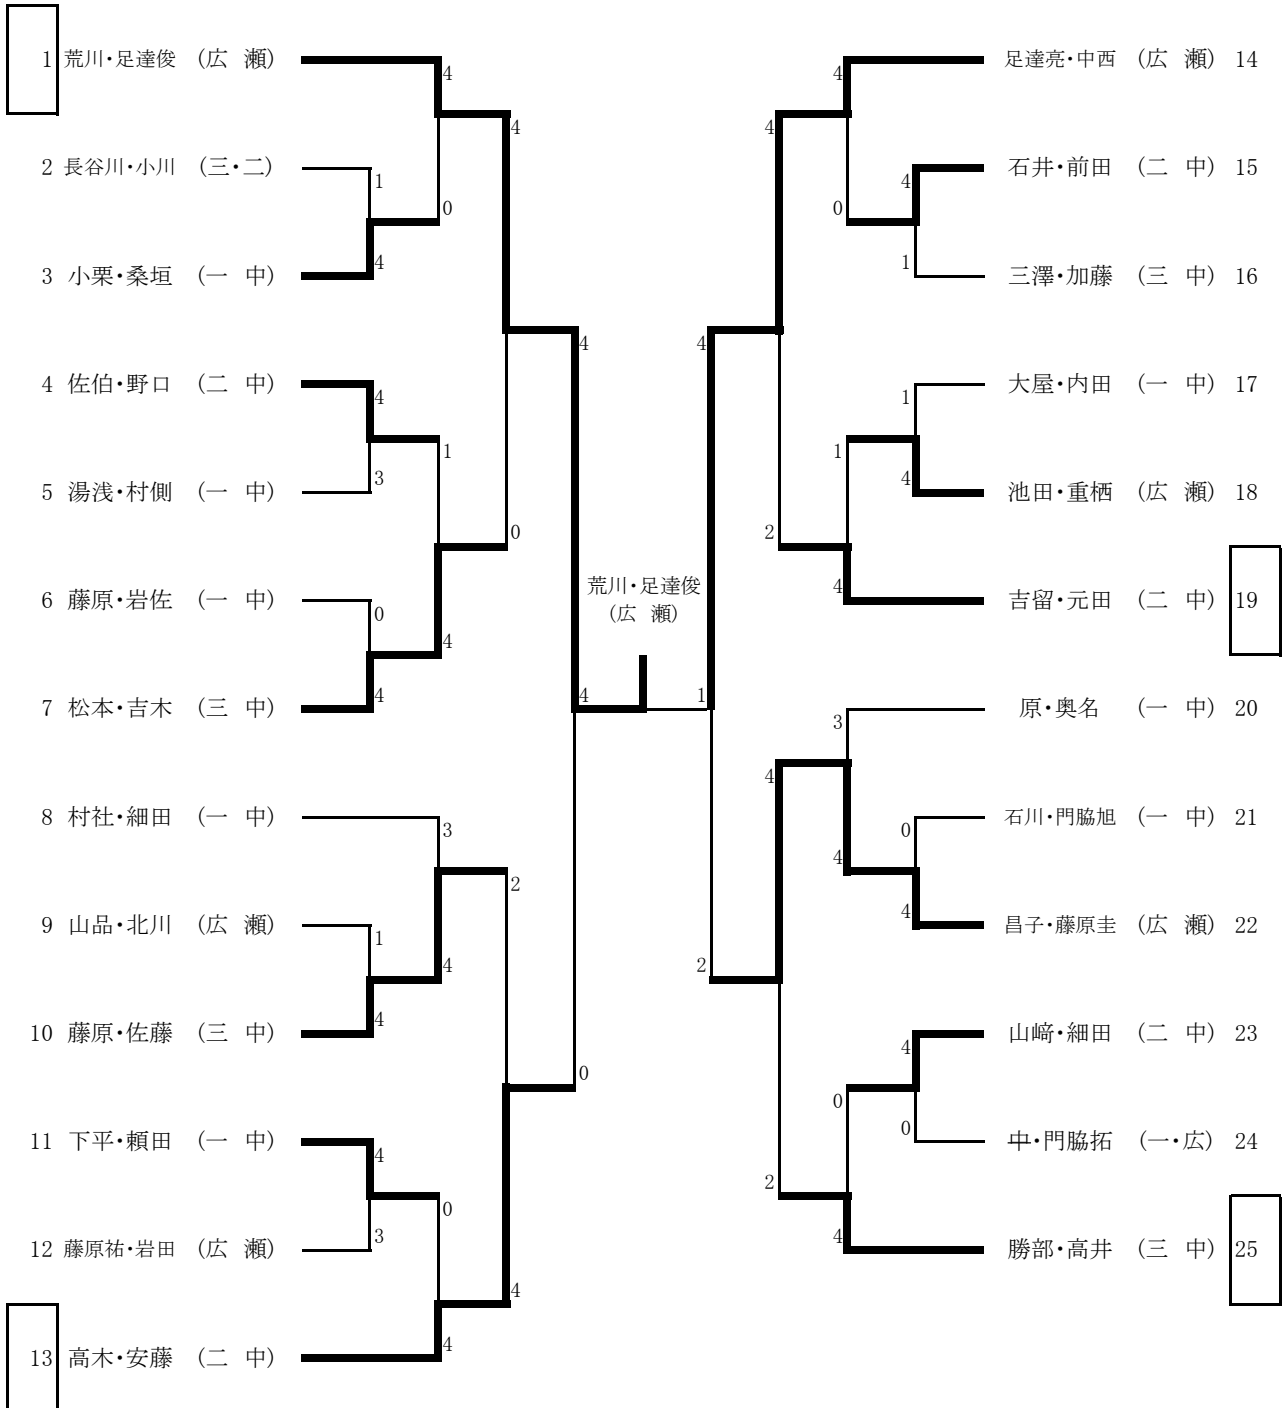 1 荒川・足達俊 (広 瀬)
2 長谷川・小川 (三・二)
3 小栗・桑垣 (一 中)
4 佐伯・野口 (二 中)
5 湯浅・村側 (一 中)
6 藤原・岩佐 (一 中)
7 松本・吉木 (三 中)
8 村社・細田 (一 中)
9 山品・北川 (広 瀬)
10 藤原・佐藤 (三 中)
11 下平・頼田 (一 中)
12 藤原祐・岩田 (広 瀬)
13 高木・安藤 (二 中)
4
1
4
0
4
4
3
1
0
4
4
0
4
3
1
4
4
2
4
3
0
4
4
0
4
荒川・足達俊
(広 瀬)
4
1
4
4
4
0
4
1
1
4
1
4
2
4
3
4
0
4
4
2
4
0
0
4
2
足達亮・中西 (広 瀬) 14
石井・前田 (二 中) 15
三澤・加藤 (三 中) 16
大屋・内田 (一 中) 17
池田・重栖 (広 瀬) 18
吉留・元田 (二 中) 19
原・奥名 (一 中) 20
石川・門脇旭 (一 中) 21
昌子・藤原圭 (広 瀬) 22
山﨑・細田 (二 中) 23
中・門脇拓 (一・広) 24
勝部・高井 (三 中) 25